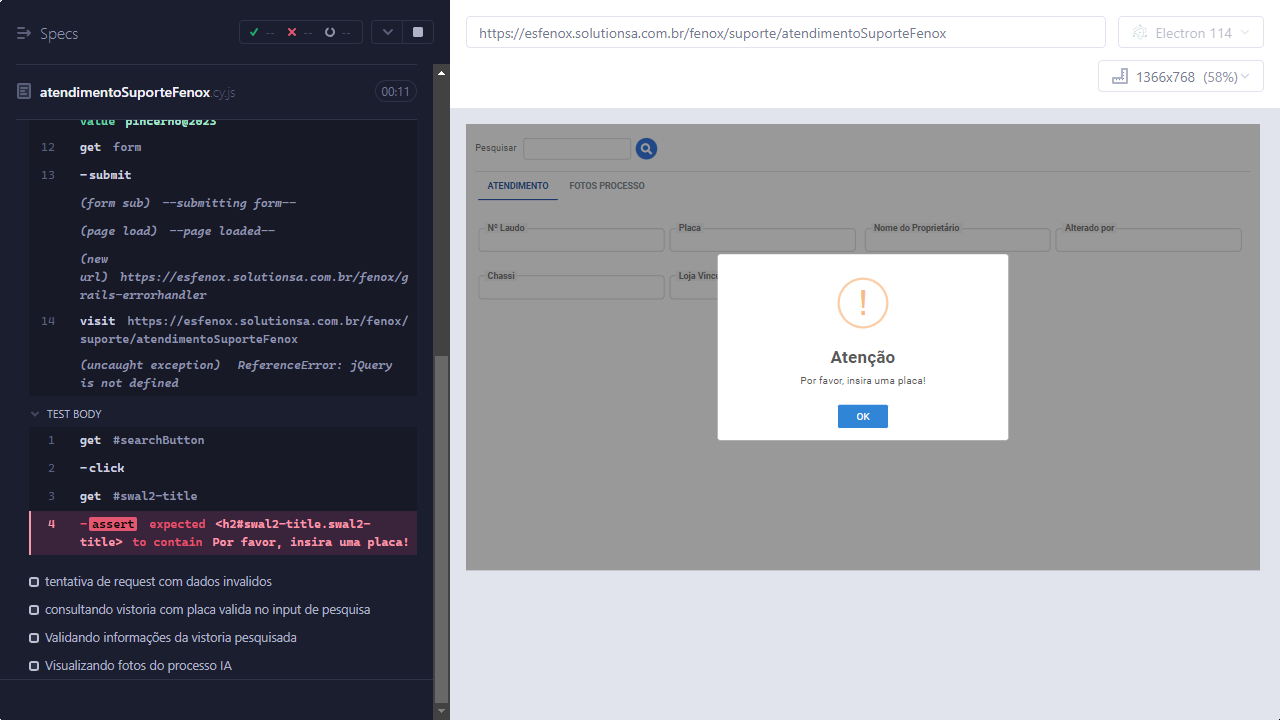 Specs
-- -- --
atendimentoSuporteFenox.cy.js
00:11
value pincerno@2023
12 get form
13 -submit
(form sub) --submitting form--
(page load) --page loaded--
(new
url) https://esfenox.solutionsa.com.br/fenox/g
rails-errorhandler
14 visit https://esfenox.solutionsa.com.br/fenox/
suporte/atendimentoSuporteFenox
(uncaught exception) ReferenceError: jQuery
is not defined
TEST BODY
1 get #searchButton
2 -click
3 get #swal2-title
4 -assert expected <h2#swal2-title.swal2-
title> to contain Por favor, insira uma placa!
tentativa de request com dados invalidos
consultando vistoria com placa valida no input de pesquisa
Validando informações da vistoria pesquisada
Visualizando fotos do processo IA
https://esfenox.solutionsa.com.br/fenox/suporte/atendimentoSuporteFenox
Electron 114
1366x768 (58%)
Pesquisar
ATENDIMENTO FOTOS PROCESSO
Nº Laudo Placa Nome do Proprietário Alterado por
Chassi Loja Vinc
!
Atenção
Por favor, insira uma placa!
OK